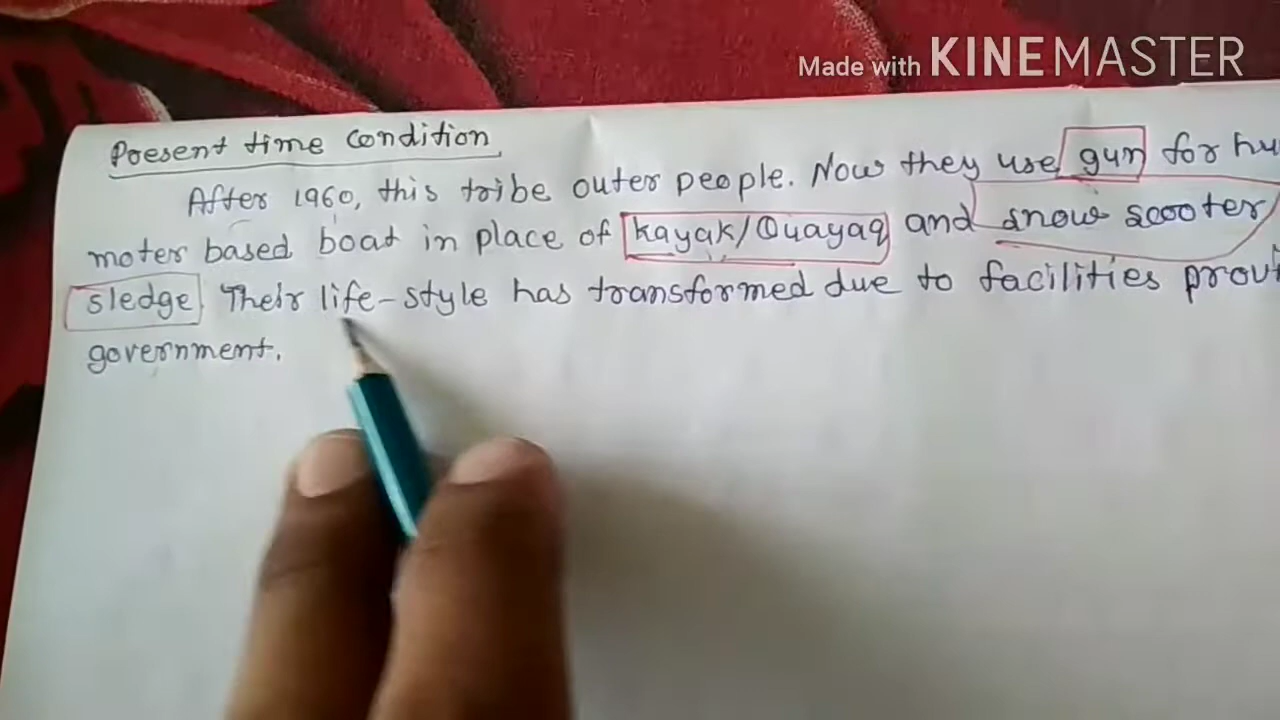 Made with KINEMASTER
Present time Condition
After 1960, this tribe outer people. Now they use gun for hu
moter based boat in place of kayak/Quayaq and snow scooter
sledge Their life-style has transformed due to facilities prov
government.